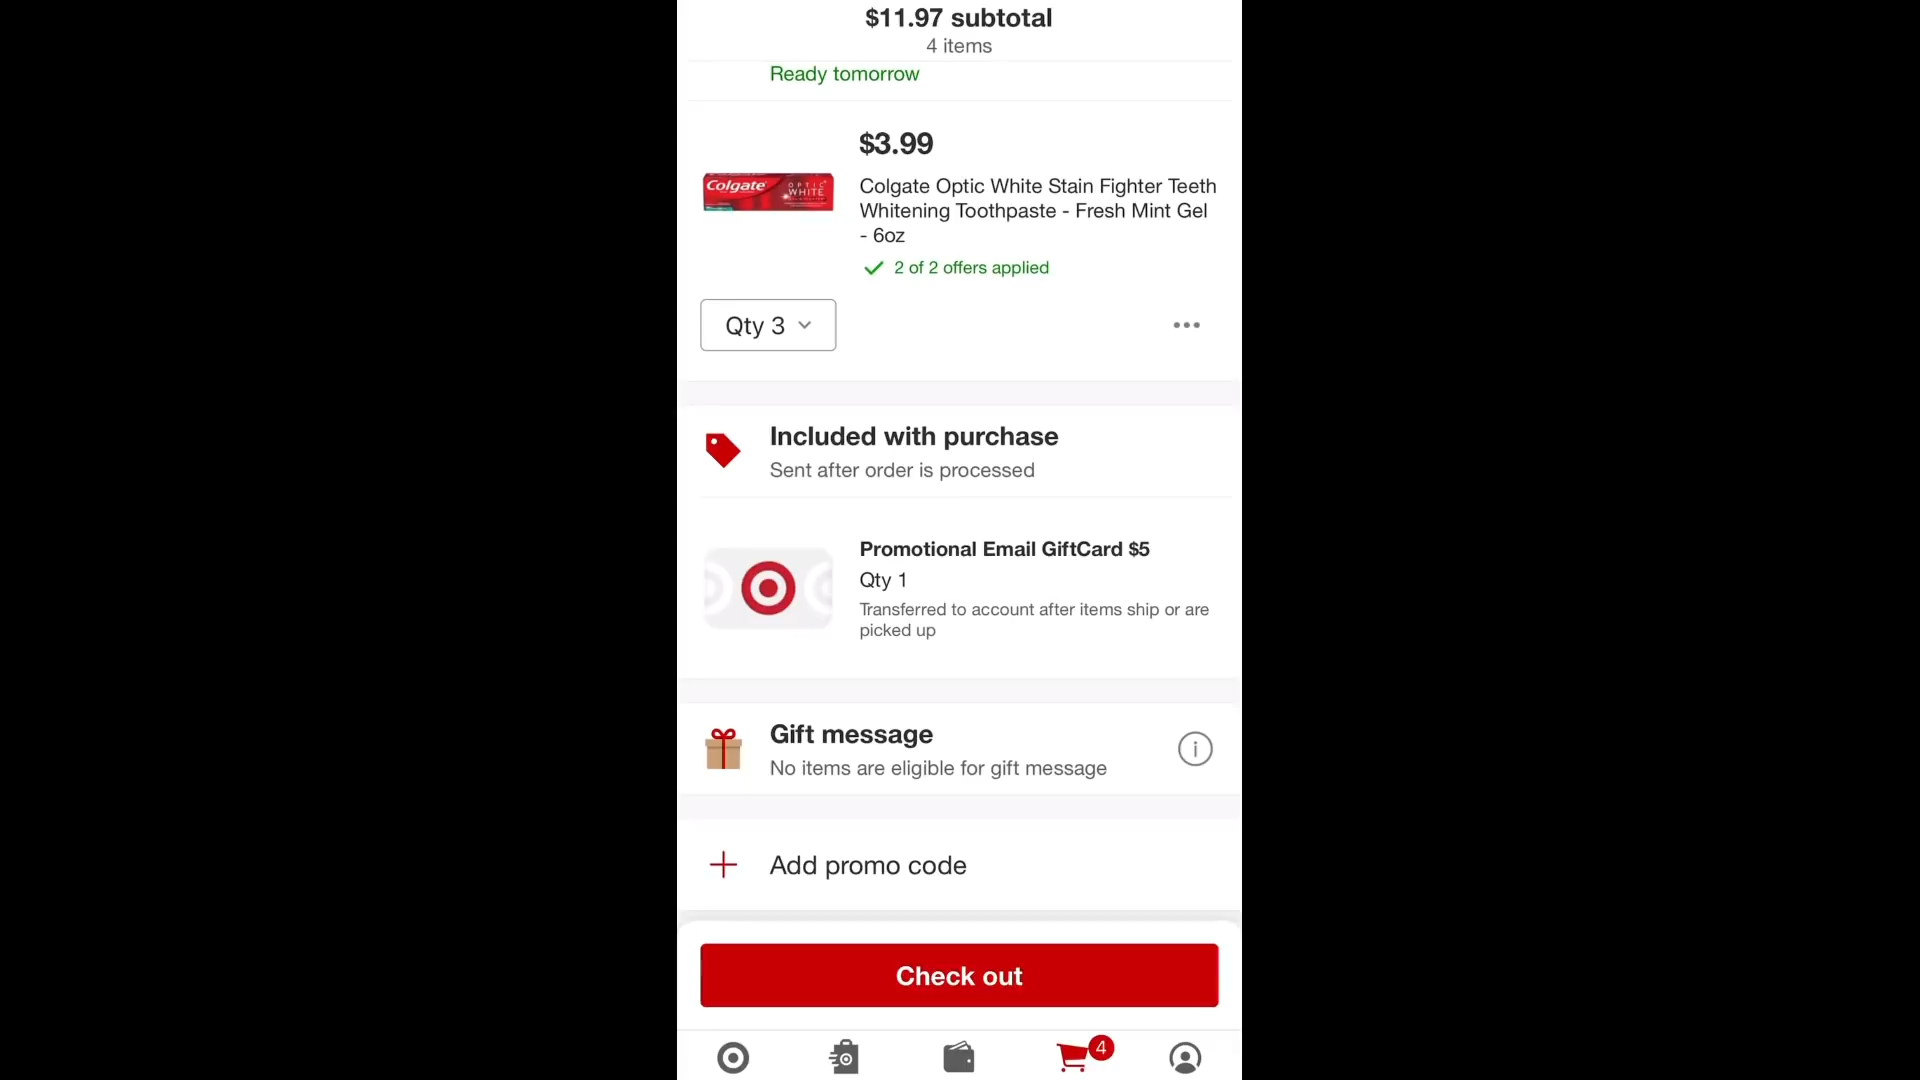 $11.97 subtotal
4 items
Ready tomorrow
$3.99
Colgate
OPTIC
WHITE
Colgate Optic White Stain Fighter Teeth
Whitening Toothpaste - Fresh Mint Gel
- 6oz
2 of 2 offers applied
Qty 3
Included with purchase
Sent after order is processed
Promotional Email GiftCard $5
Qty 1
Transferred to account after items ship or are
picked up
Gift message
No items are eligible for gift message
Add promo code
Check out
4